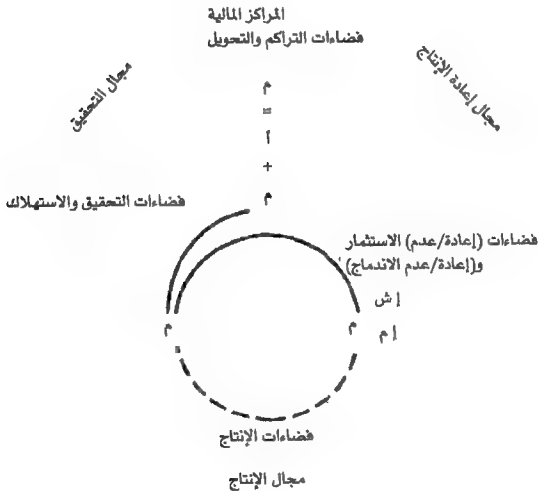 المراكز المالية
فضاءات التراكم والتحويل
مجال التحقيق
مجال إعادة الإنتاج
م
=
أ
+
م
فضاءات التحقيق والاستهلاك
فضاءات (إعادة/عدم) الاستثمار
و(إعادة/عدم الاندماج)
إ ش
إ م
م
م
فضاءات الإنتاج
مجال الإنتاج